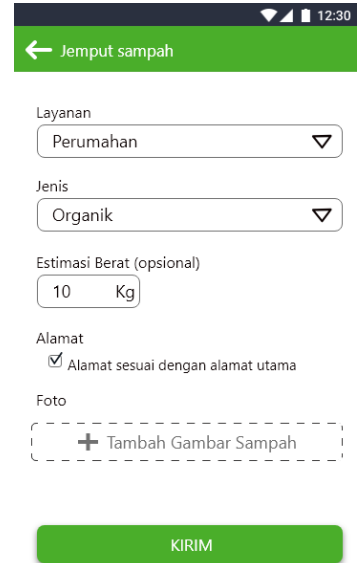 12:30
Jemput sampah
Layanan
Perumahan
Jenis
Organik
Estimasi Berat (opsional)
10 Kg
Alamat
Alamat sesuai dengan alamat utama
Foto
Tambah Gambar Sampah
KIRIM